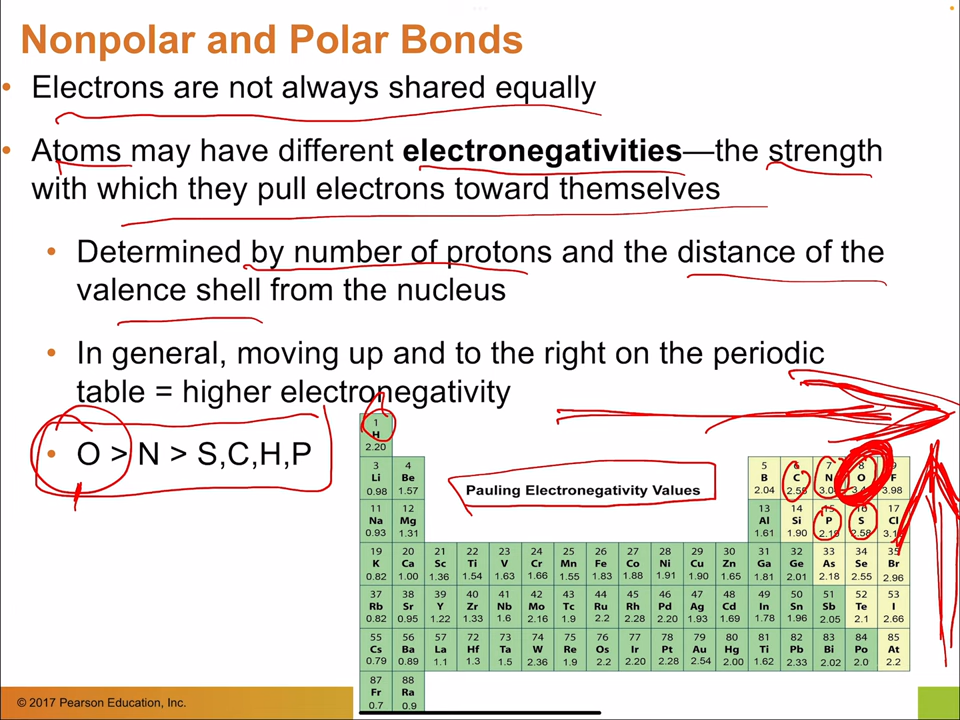 Nonpolar and Polar Bonds
• Electrons are not always shared equally
• Atoms may have different electronegativities—the strength
with which they pull electrons toward themselves
• Determined by number of protons and the distance of the
valence shell from the nucleus
• In general, moving up and to the right on the periodic
table = higher electronegativity
• O > N > S,C,H,P
Pauling Electronegativity Values
1
H
2.20
3 4 5 6 7 8 9
Li Be B C N O F
0.98 1.57 2.04 2.55 3.98
11 12 13 14 15 16 17
Na Mg Al Si P S Cl
0.93 1.31 1.61 1.90 2.19 2.58
19 20 21 22 23 24 25 26 27 28 29 30 31 32 33 34 35
K Ca Sc Ti V Cr Mn Fe Co Ni Cu Zn Ga Ge As Se Br
0.82 1.00 1.36 1.54 1.63 1.66 1.55 1.83 1.88 1.91 1.90 1.65 1.81 2.01 2.18 2.55 2.96
37 38 39 40 41 42 43 44 45 46 47 48 49 50 51 52 53
Rb Sr Y Zr Nb Mo Tc Ru Rh Pd Ag Cd In Sn Sb Te I
0.82 0.95 1.22 1.33 1.6 2.16 1.9 2.2 2.28 2.20 1.93 1.69 1.78 1.96 2.05 2.1 2.66
55 56 57 72 73 74 75 76 77 78 79 80 81 82 83 84 85
Cs Ba La Hf Ta W Re Os Ir Pt Au Hg Ti Pb Bi Po At
0.79 0.89 1.1 1.3 1.5 2.36 1.9 2.2 2.20 2.28 2.54 2.00 1.62 2.33 2.02 2.0 2.2
87 88
Fr Ra
0.7 0.9
© 2017 Pearson Education, Inc.